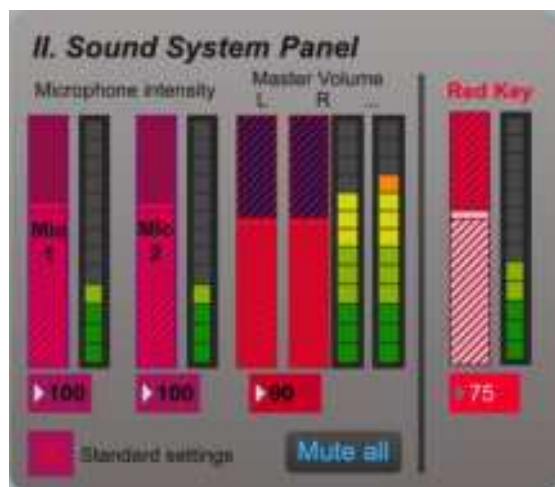 II. Sound System Panel
Microphone intensity
Master Volume
L R ...
Red Key
Mic 1
Mic 2
100
100
90
75
Standard settings
Mute all